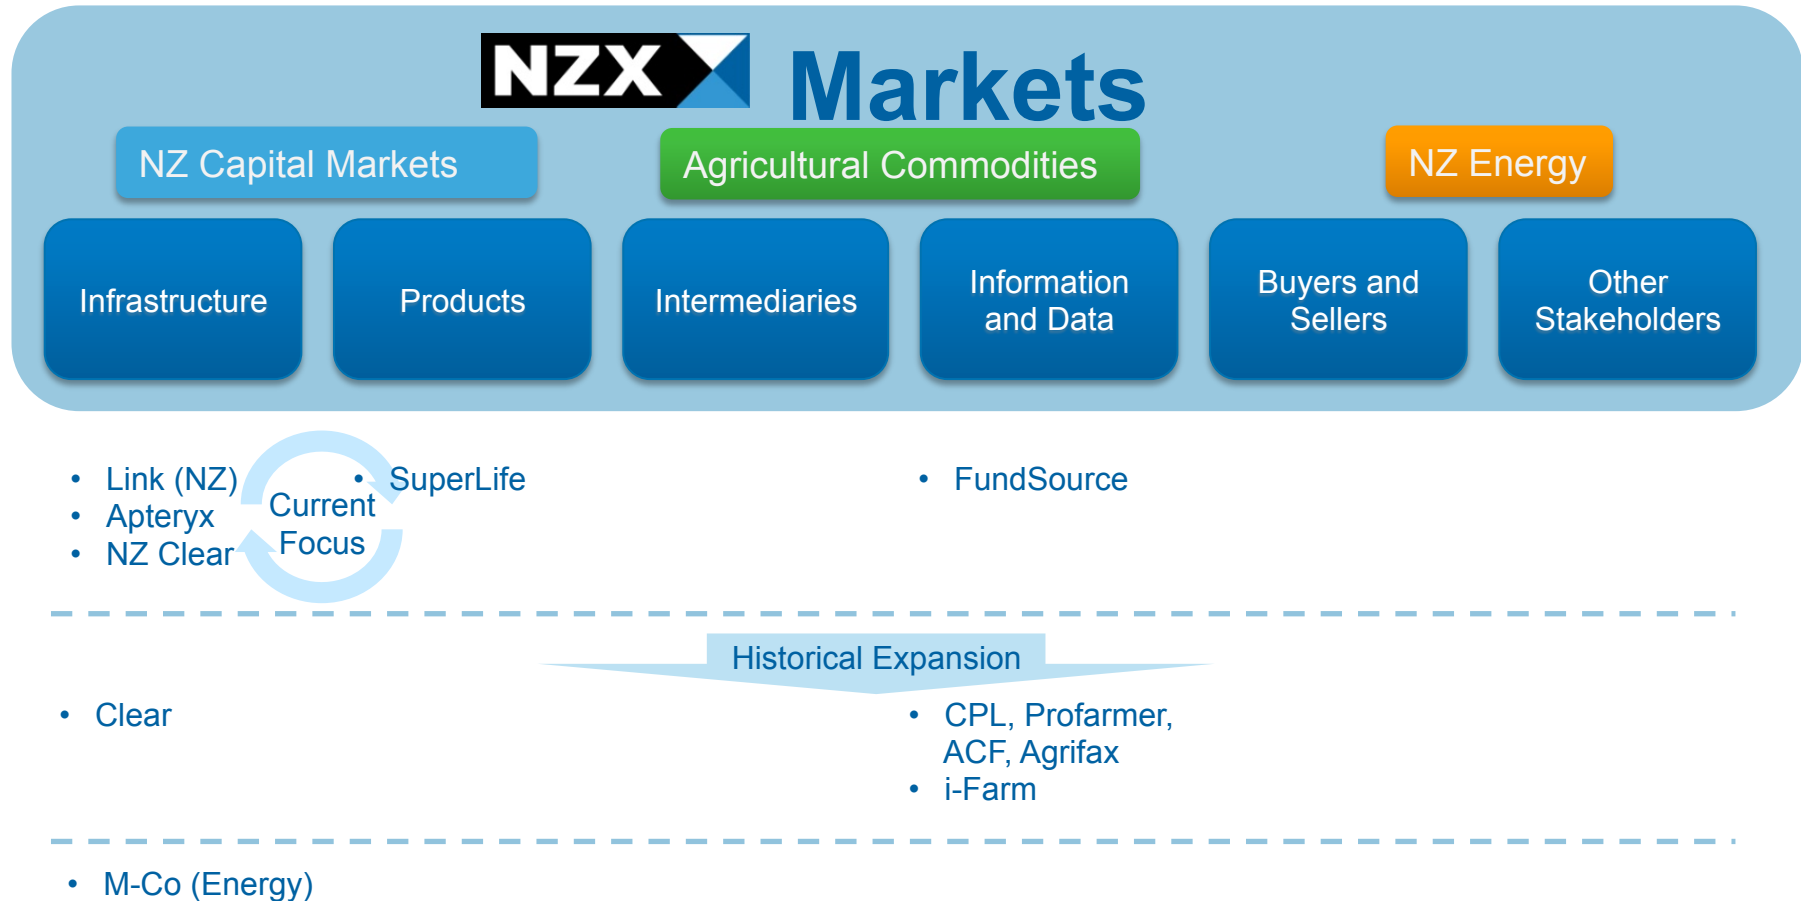 NZX Markets
NZ Capital Markets
Agricultural Commodities
NZ Energy
Infrastructure
Products
Intermediaries
Information
and Data
Buyers and
Sellers
Other
Stakeholders
• Link (NZ)
• Apteryx
• NZ Clear
Current
Focus
• SuperLife
• FundSource
Historical Expansion
• Clear
• CPL, Profarmer,
ACF, Agrifax
• i-Farm
• M-Co (Energy)